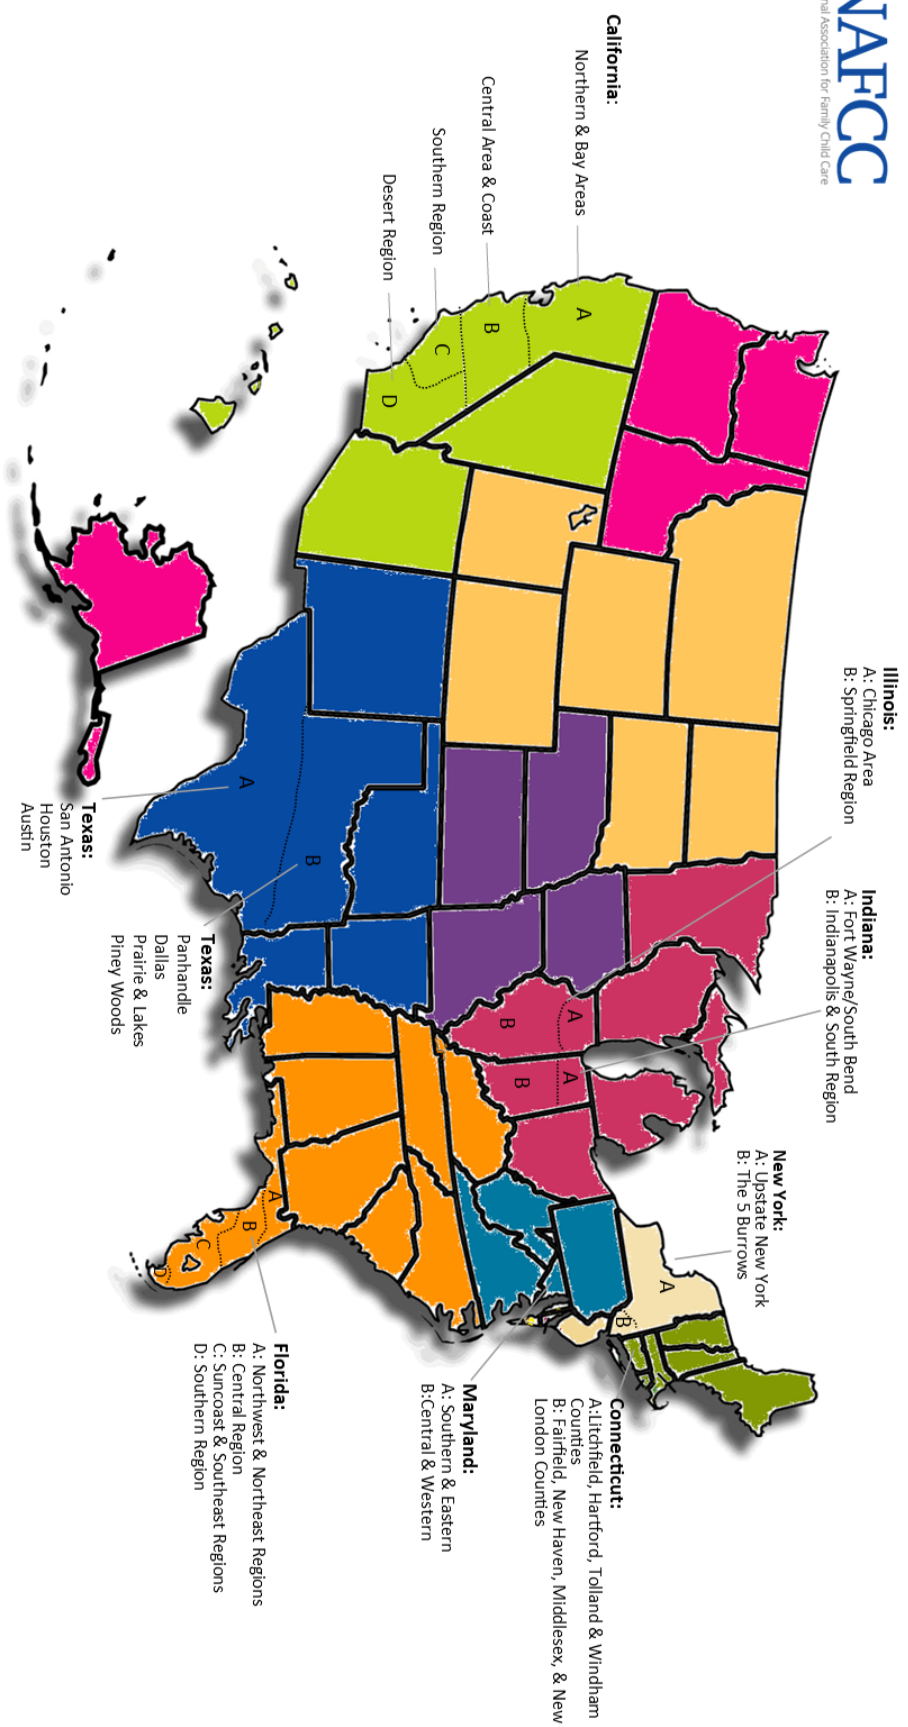 NAFCC
nal Association for Family Child Care
California:
Northern & Bay Areas
Central Area & Coast
Southern Region
Desert Region
A
B
C
D
Illinois:
A: Chicago Area
B: Springfield Region
A
B
Indiana:
A: Fort Wayne/South Bend
B: Indianapolis & South Region
A
B
New York:
A: Upstate New York
B: The 5 Burrows
A
B
Connecticut:
A:Litchfield, Hartford, Tolland & Windham
Counties
B: Fairfield, New Haven, Middlesex, & New
London Counties
Maryland:
A: Southern & Eastern
B:Central & Western
Florida:
A: Northwest & Northeast Regions
B: Central Region
C: Suncoast & Southeast Regions
D: Southern Region
A
B
C
D
Texas:
Panhandle
Dallas
Prairie & Lakes
Piney Woods
B
Texas:
San Antonio
Houston
Austin
A